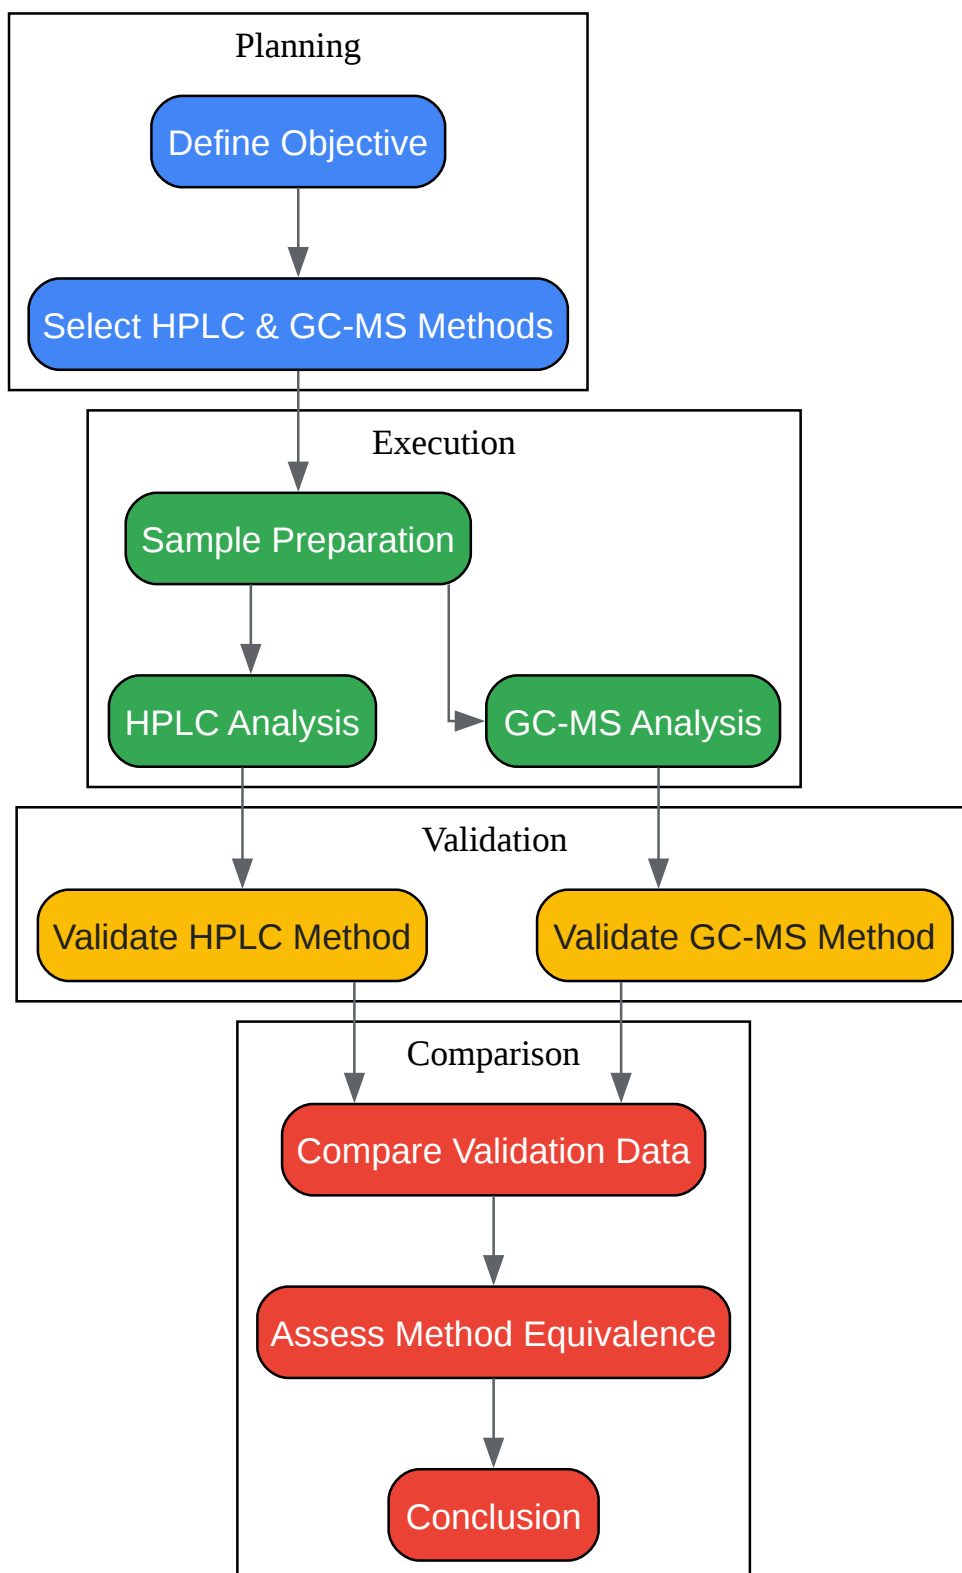 Planning
Define Objective
Select HPLC & GC-MS Methods
Execution
Sample Preparation
HPLC Analysis
GC-MS Analysis
Validation
Validate HPLC Method
Validate GC-MS Method
Comparison
Compare Validation Data
Assess Method Equivalence
Conclusion